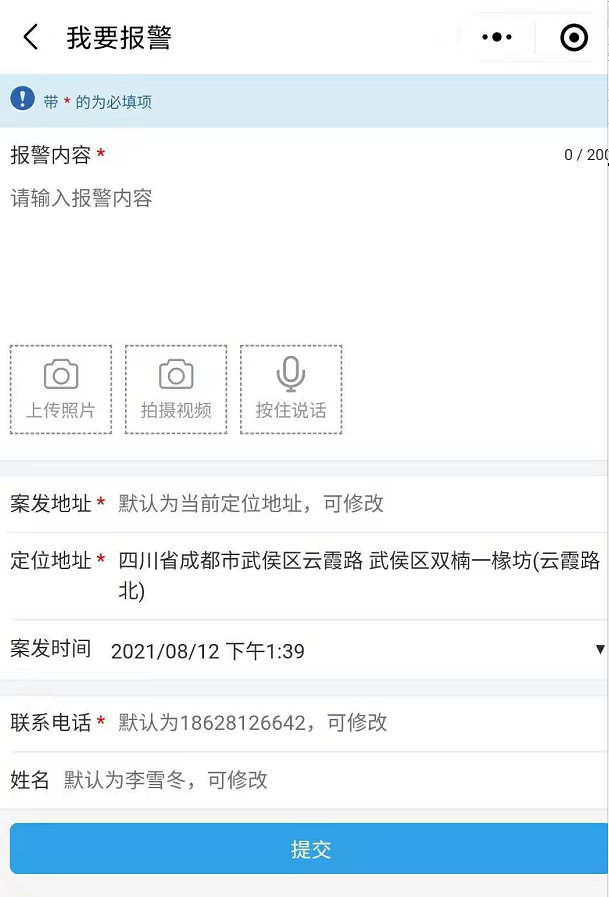 我要报警
带 * 的为必填项
报警内容 * 0 / 200
请输入报警内容
上传照片 拍摄视频 按住说话
案发地址 * 默认为当前定位地址，可修改
定位地址 * 四川省成都市武侯区云霞路 武侯区双楠一椽坊(云霞路
北)
案发时间 2021/08/12 下午1:39
联系电话 * 默认为18628126642，可修改
姓名 默认为李雪冬，可修改
提交